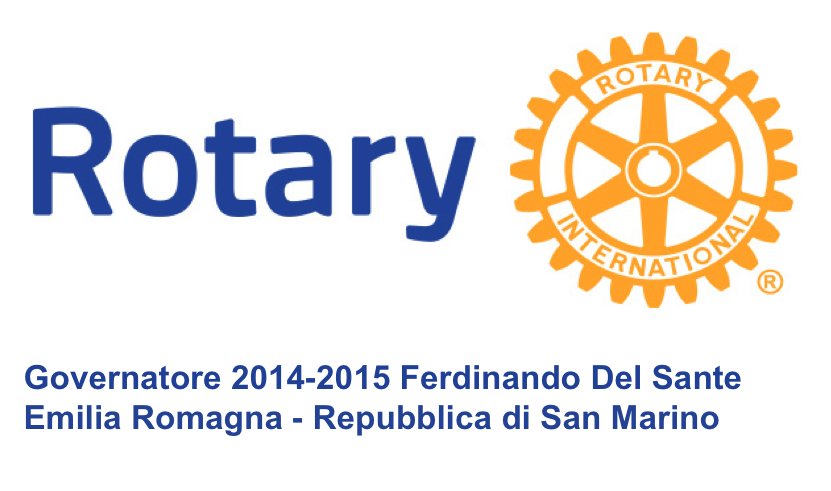 Rotary
ROTARY
INTERNATIONAL
®
Governatore 2014-2015 Ferdinando Del Sante
Emilia Romagna - Repubblica di San Marino